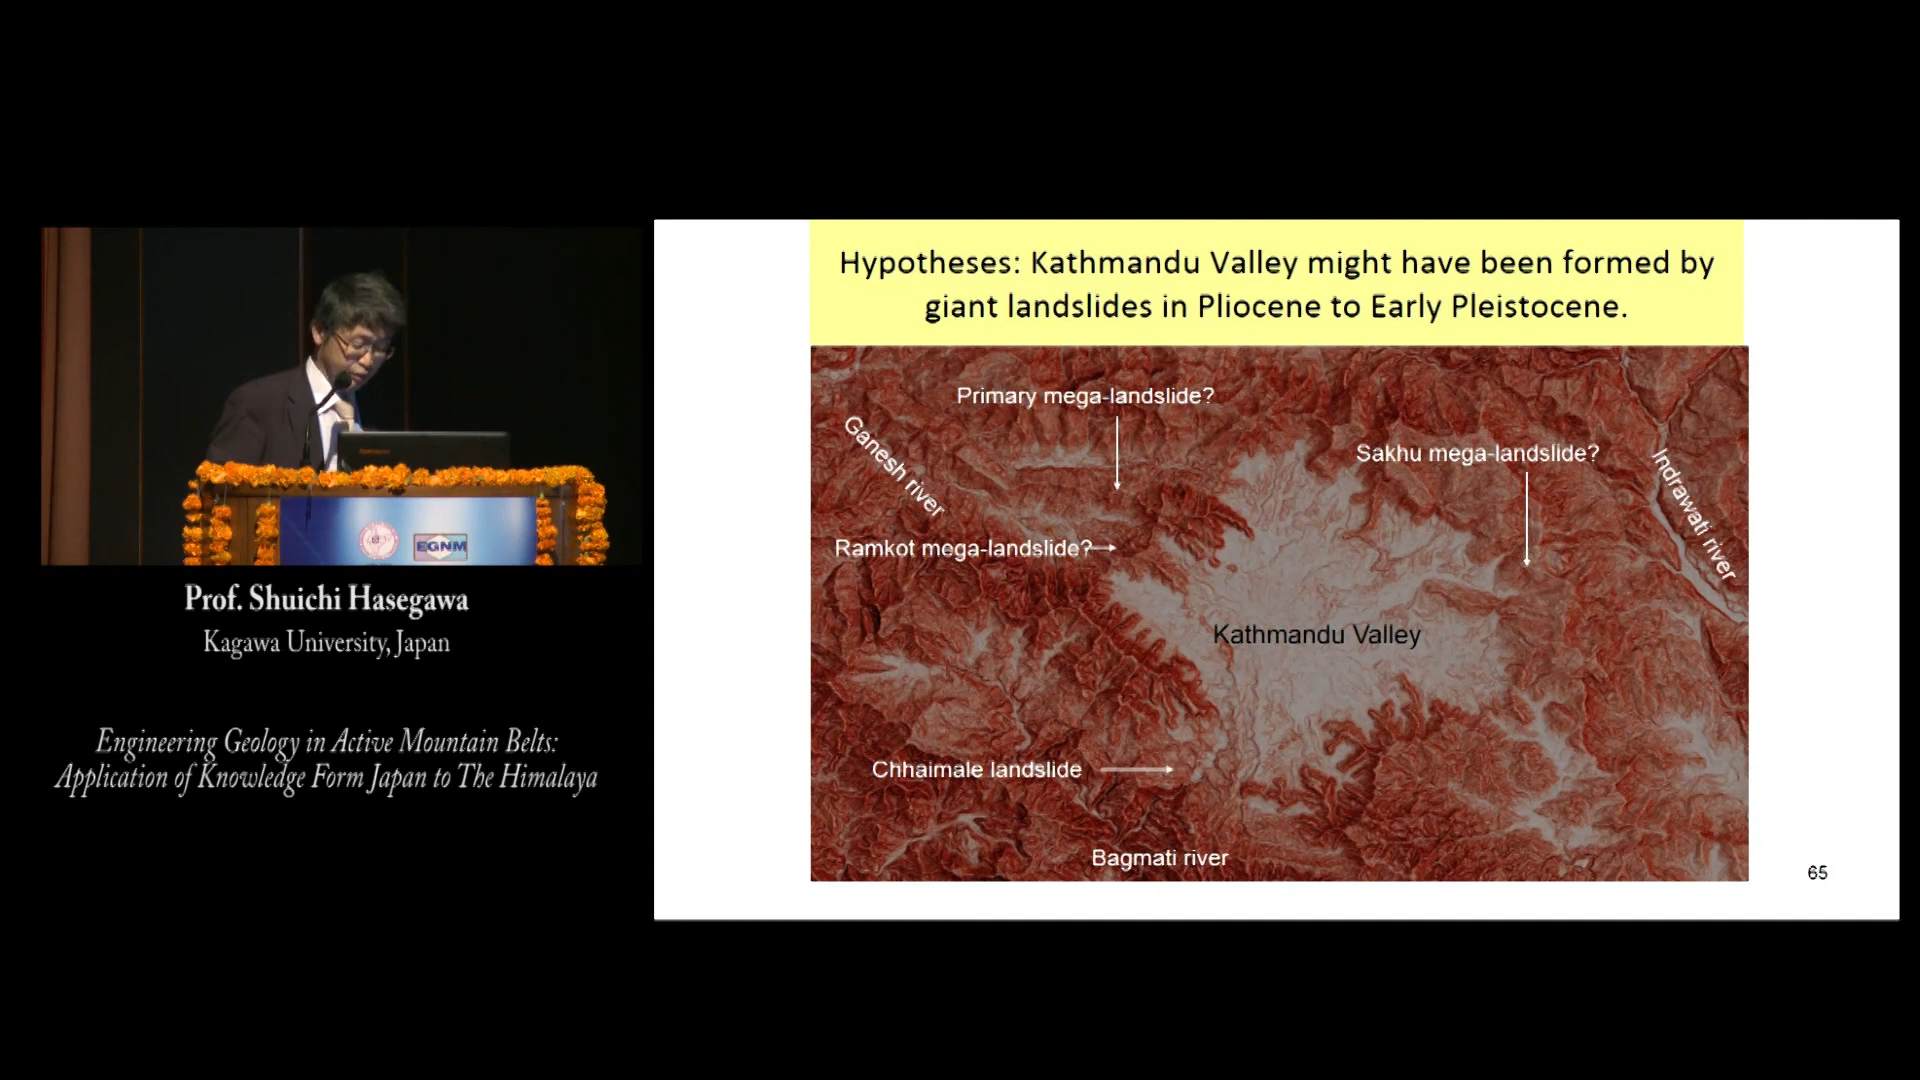 EGNM
Prof. Shuichi Hasegawa
Kagawa University, Japan
Engineering Geology in Active Mountain Belts:
Application of Knowledge Form Japan to The Himalaya
Hypotheses: Kathmandu Valley might have been formed by
giant landslides in Pliocene to Early Pleistocene.
Primary mega-landslide?
Ganesh river
Sakhu mega-landslide?
Indrawati river
Ramkot mega-landslide?
Kathmandu Valley
Chhaimale landslide
Bagmati river
65